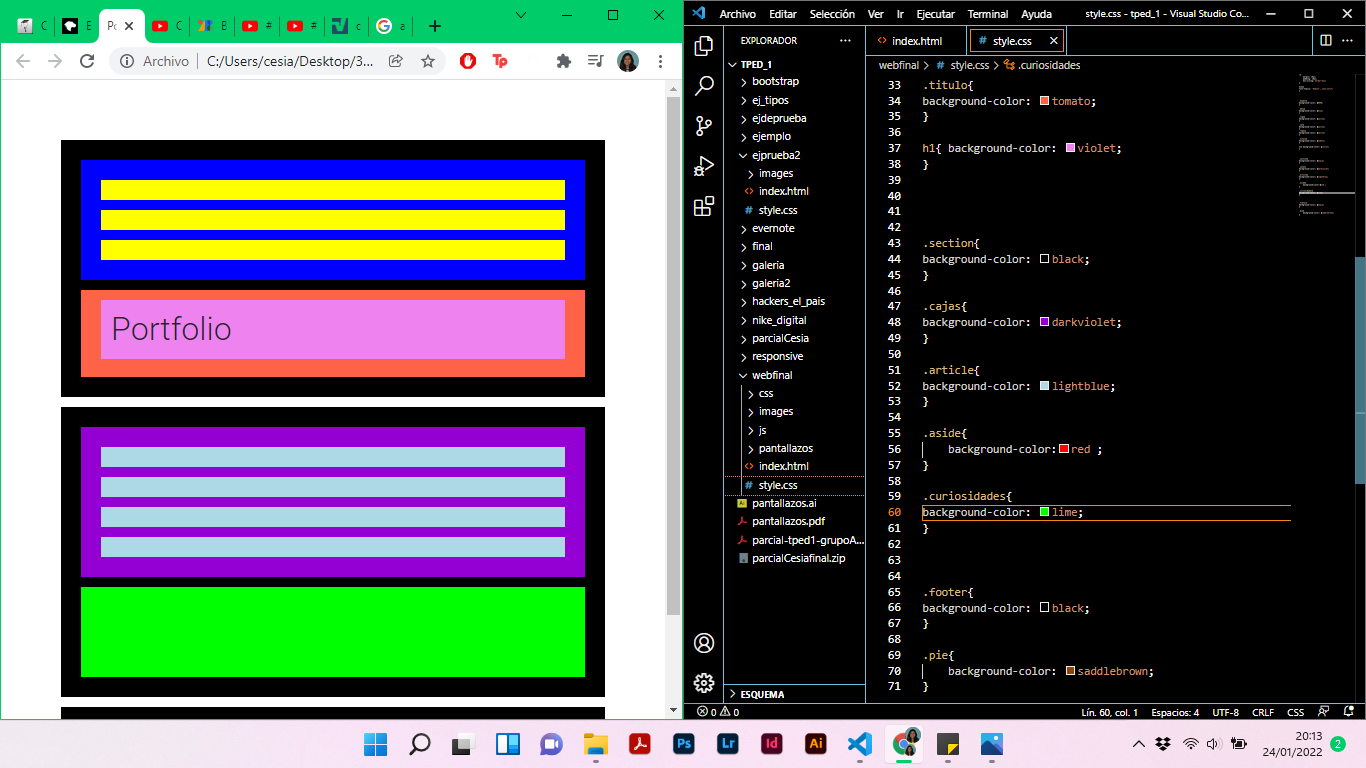 C
E
Po
C
E
#
#
c
a
Archivo
C:/Users/cesia/Desktop/3...
Portfolio
Archivo Editar Selección Ver Ir Ejecutar Terminal Ayuda style.css - tped_1 - Visual Studio Co...
EXPLORADOR ...
TPED_1
bootstrap
ej_tipos
ejdeprueba
ejemplo
ejprueba2
images
index.html
style.css
evernote
final
galeria
galeria2
hackers_el_pais
nike_digital
parcialCesia
responsive
webfinal
css
images
js
pantallazos
index.html
style.css
pantallazos.ai
pantallazos.pdf
parcial-tped1-grupoA...
parcialCesiafinal.zip
ESQUEMA
index.html # style.css
webfinal > # style.css > .curiosidades
33 .titulo{
34 background-color: tomato;
35 }
36
37 h1{ background-color: violet;
38 }
39
40
41
42
43 .section{
44 background-color: black;
45 }
46
47 .cajas{
48 background-color: darkviolet;
49 }
50
51 .article{
52 background-color: lightblue;
53 }
54
55 .aside{
56 background-color:red ;
57 }
58
59 .curiosidades{
60 background-color: lime;
61 }
62
63
64
65 .footer{
66 background-color: black;
67 }
68
69 .pie{
70 background-color: saddlebrown;
71 }
0 0 Lín. 60, col. 1 Espacios: 4 UTF-8 CRLF CSS
Ps Lr Id Ai
20:13
24/01/2022 2